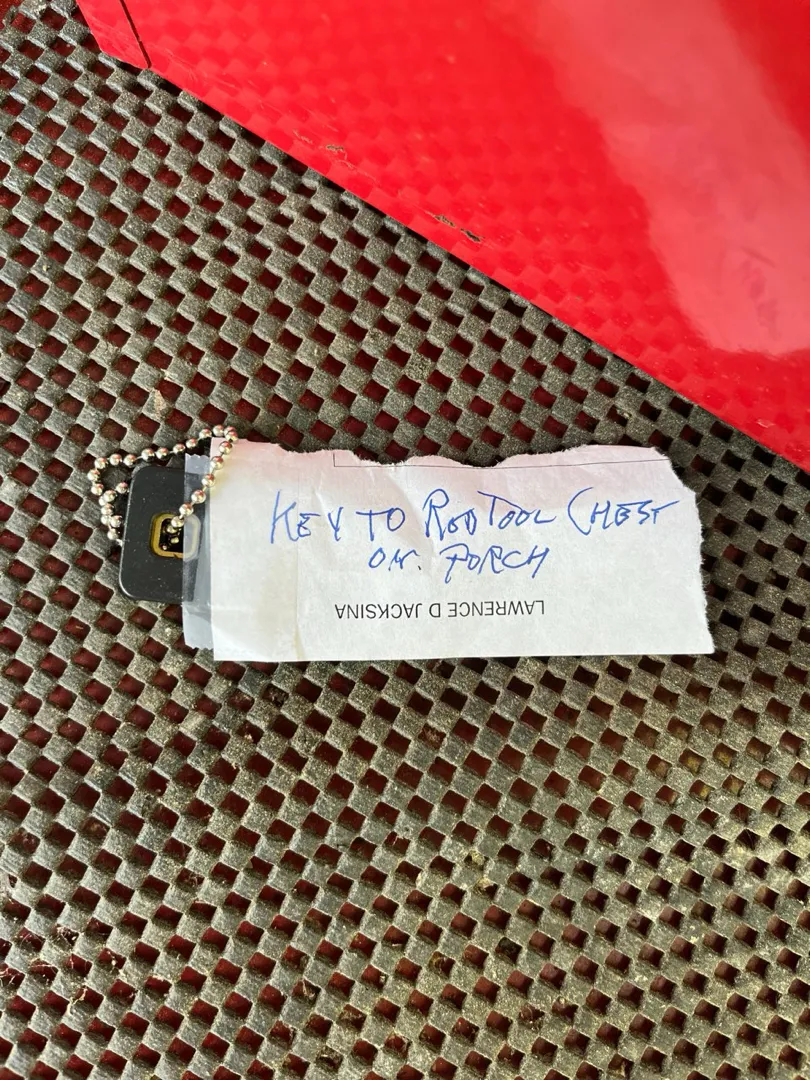 KEY TO RED TOOL CHEST
ON. PORCH
LAWRENCE D JACKSINA